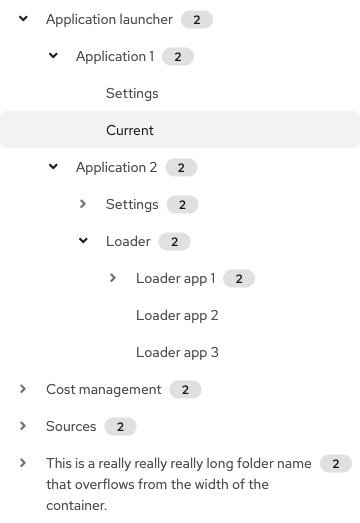 Application launcher 2
Application 1 2
Settings
Current
Application 2 2
Settings 2
Loader 2
Loader app 1 2
Loader app 2
Loader app 3
Cost management 2
Sources 2
This is a really really really long folder name 2
that overflows from the width of the
container.